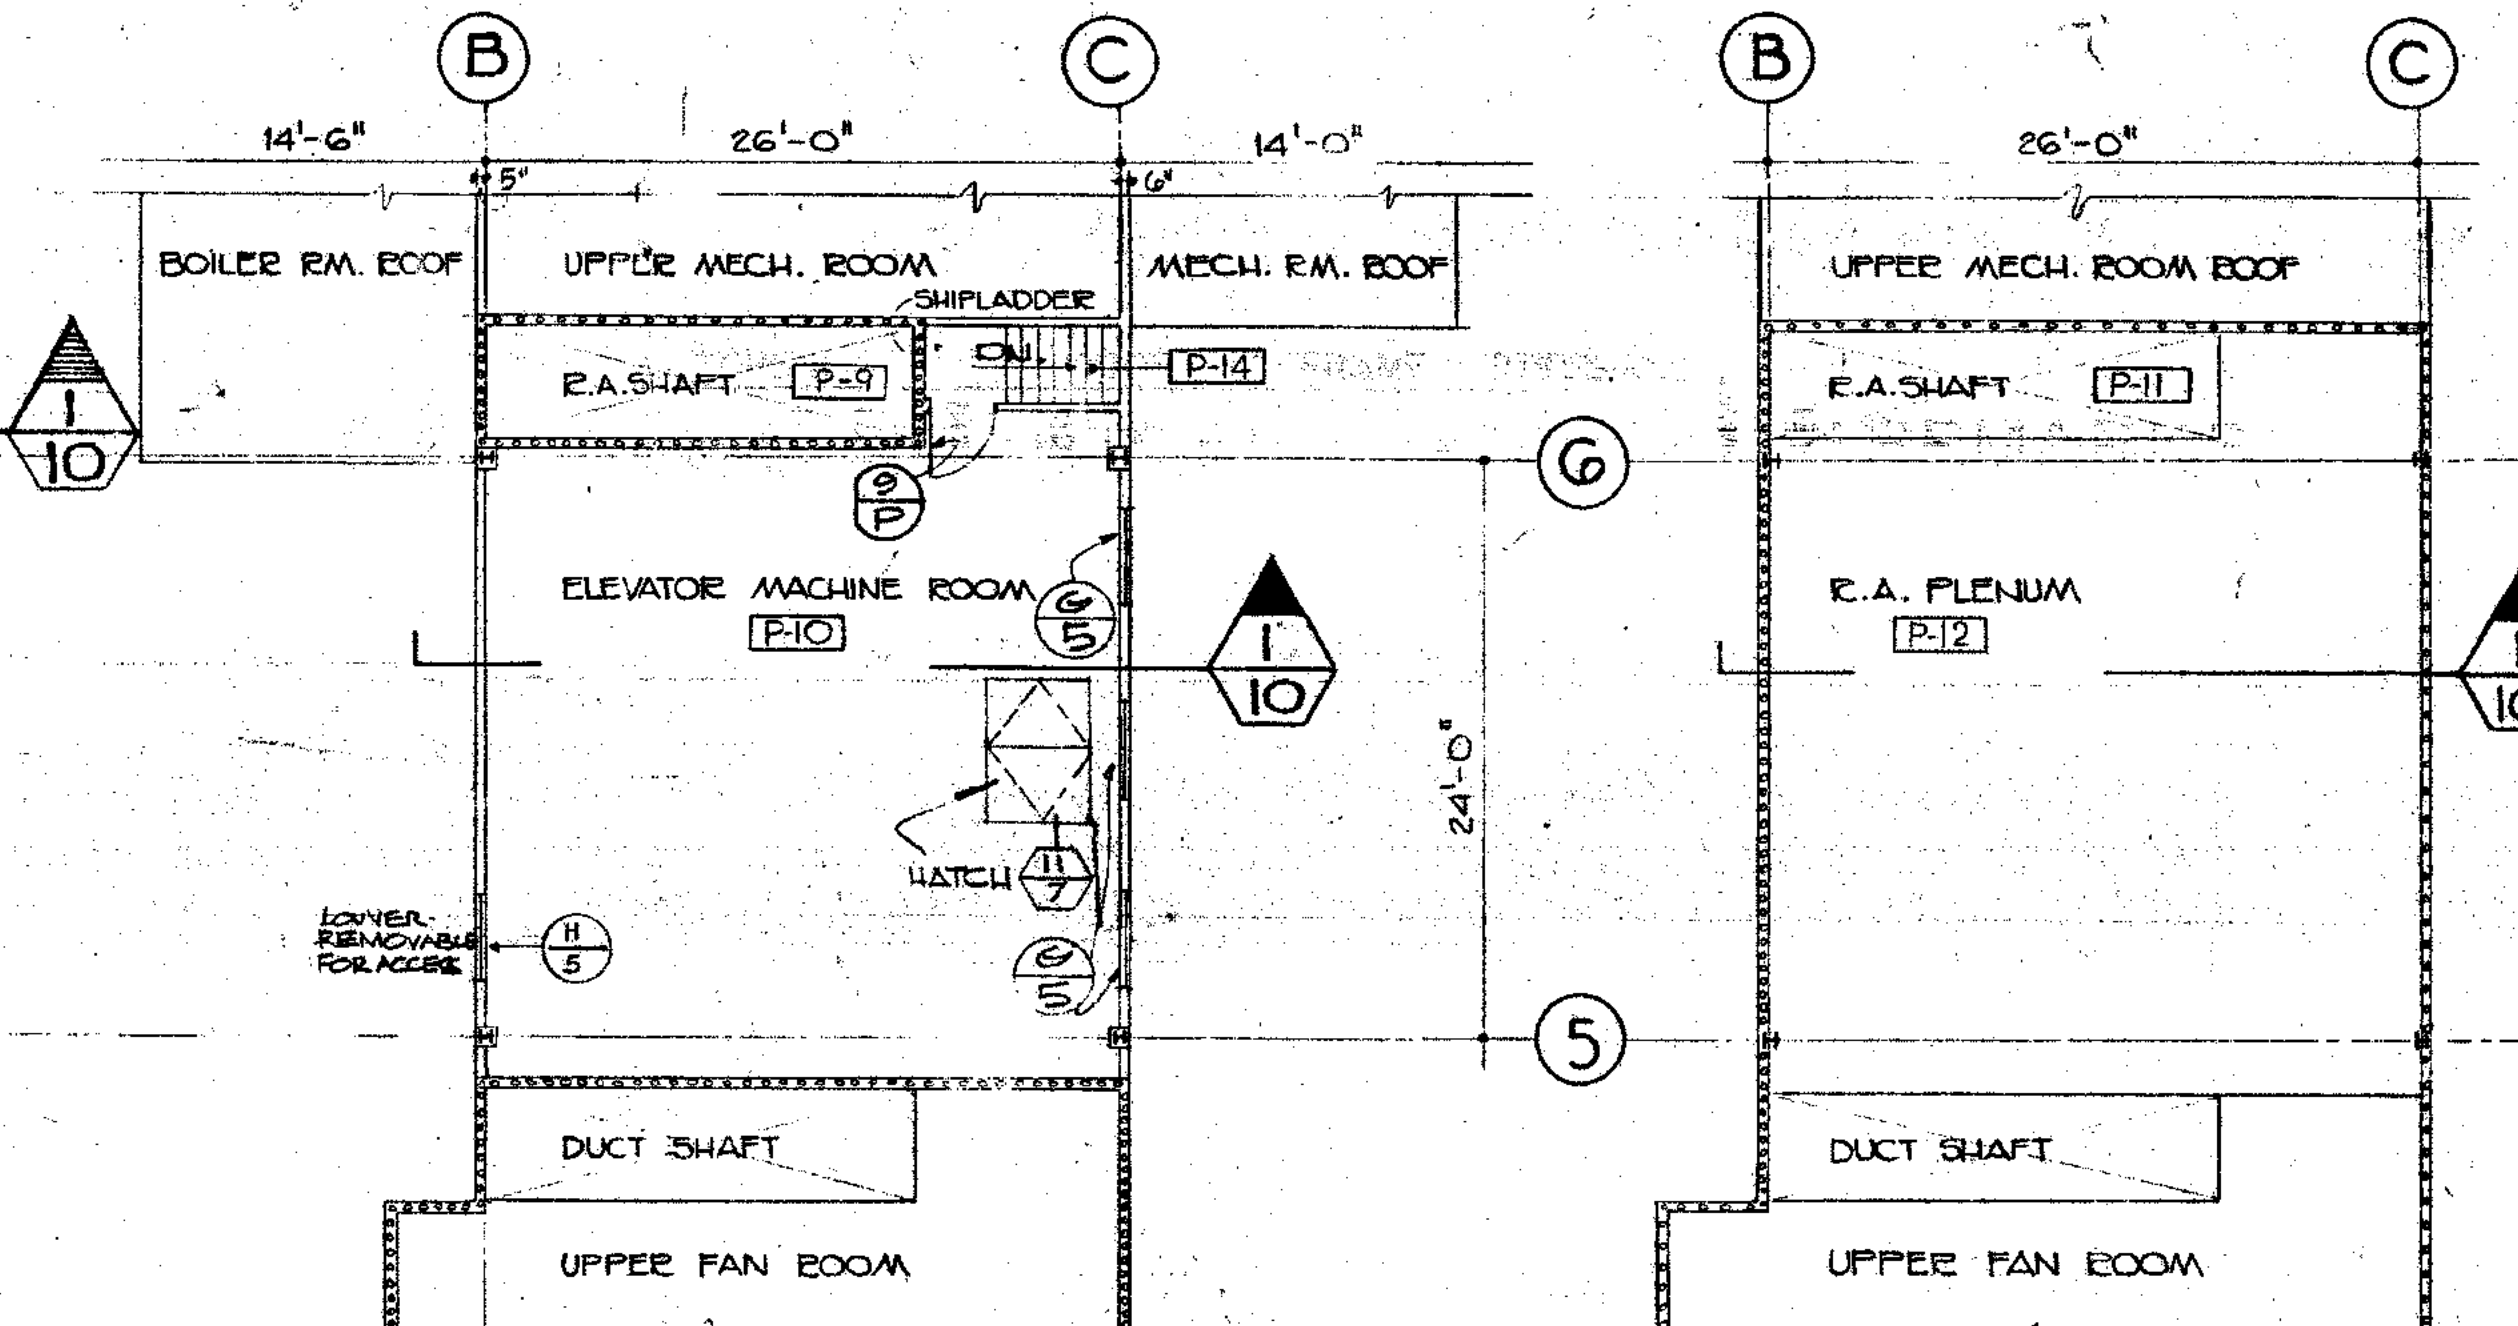 B
C
B
C
14'-6"
26'-0"
14'-0"
26'-0"
5"
6"
BOILER RM. ROOF
UPPER MECH. ROOM
MECH. RM. ROOF
UPPER MECH. ROOM ROOF
SHIPLADDER
DN.
R.A. SHAFT
P-9
P-14
R.A. SHAFT
P-11
1
10
6
9
P
ELEVATOR MACHINE ROOM
P-10
5
R.A. PLENUM
P-12
1
10
1
10
24'-0"
HATCH
11
7
LOUVER-
REMOVABLE
FOR ACCESS
H
5
5
5
DUCT SHAFT
DUCT SHAFT
UPPER FAN ROOM
UPPER FAN ROOM